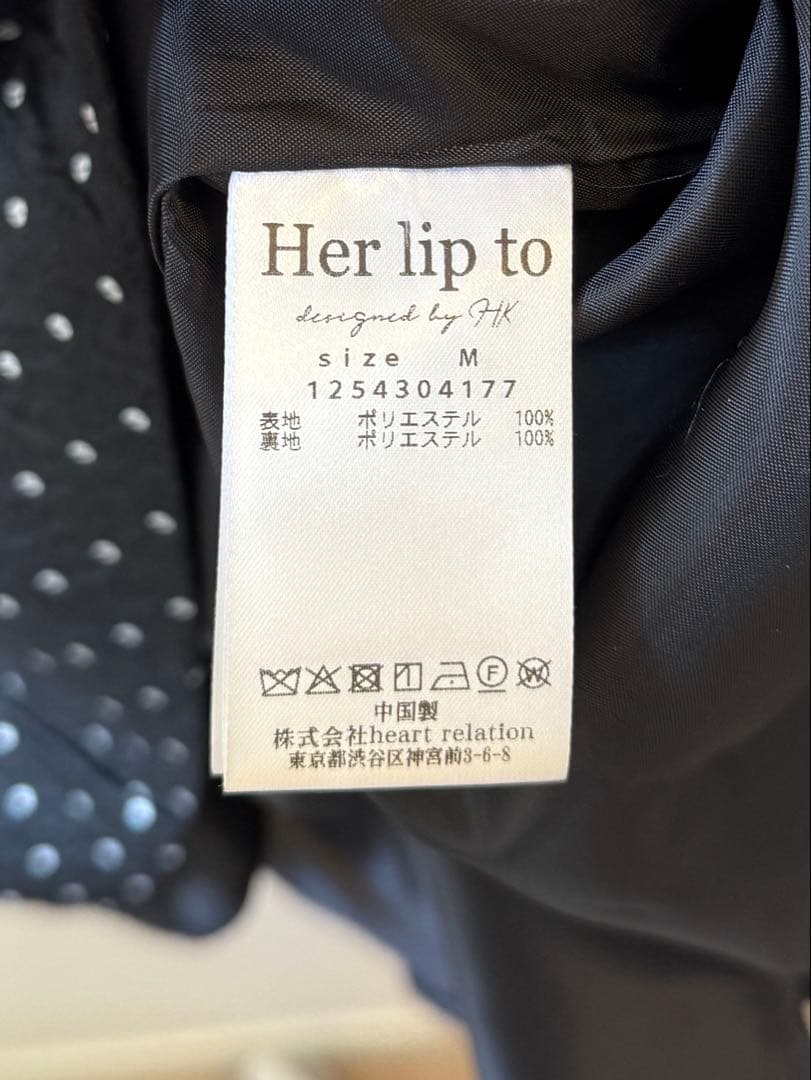 Her lip to
designed by HK
size M
1254304177
表地 ポリエステル 100%
裏地 ポリエステル 100%
F W
中国製
株式会社heart relation
東京都渋谷区神宮前3-6-8